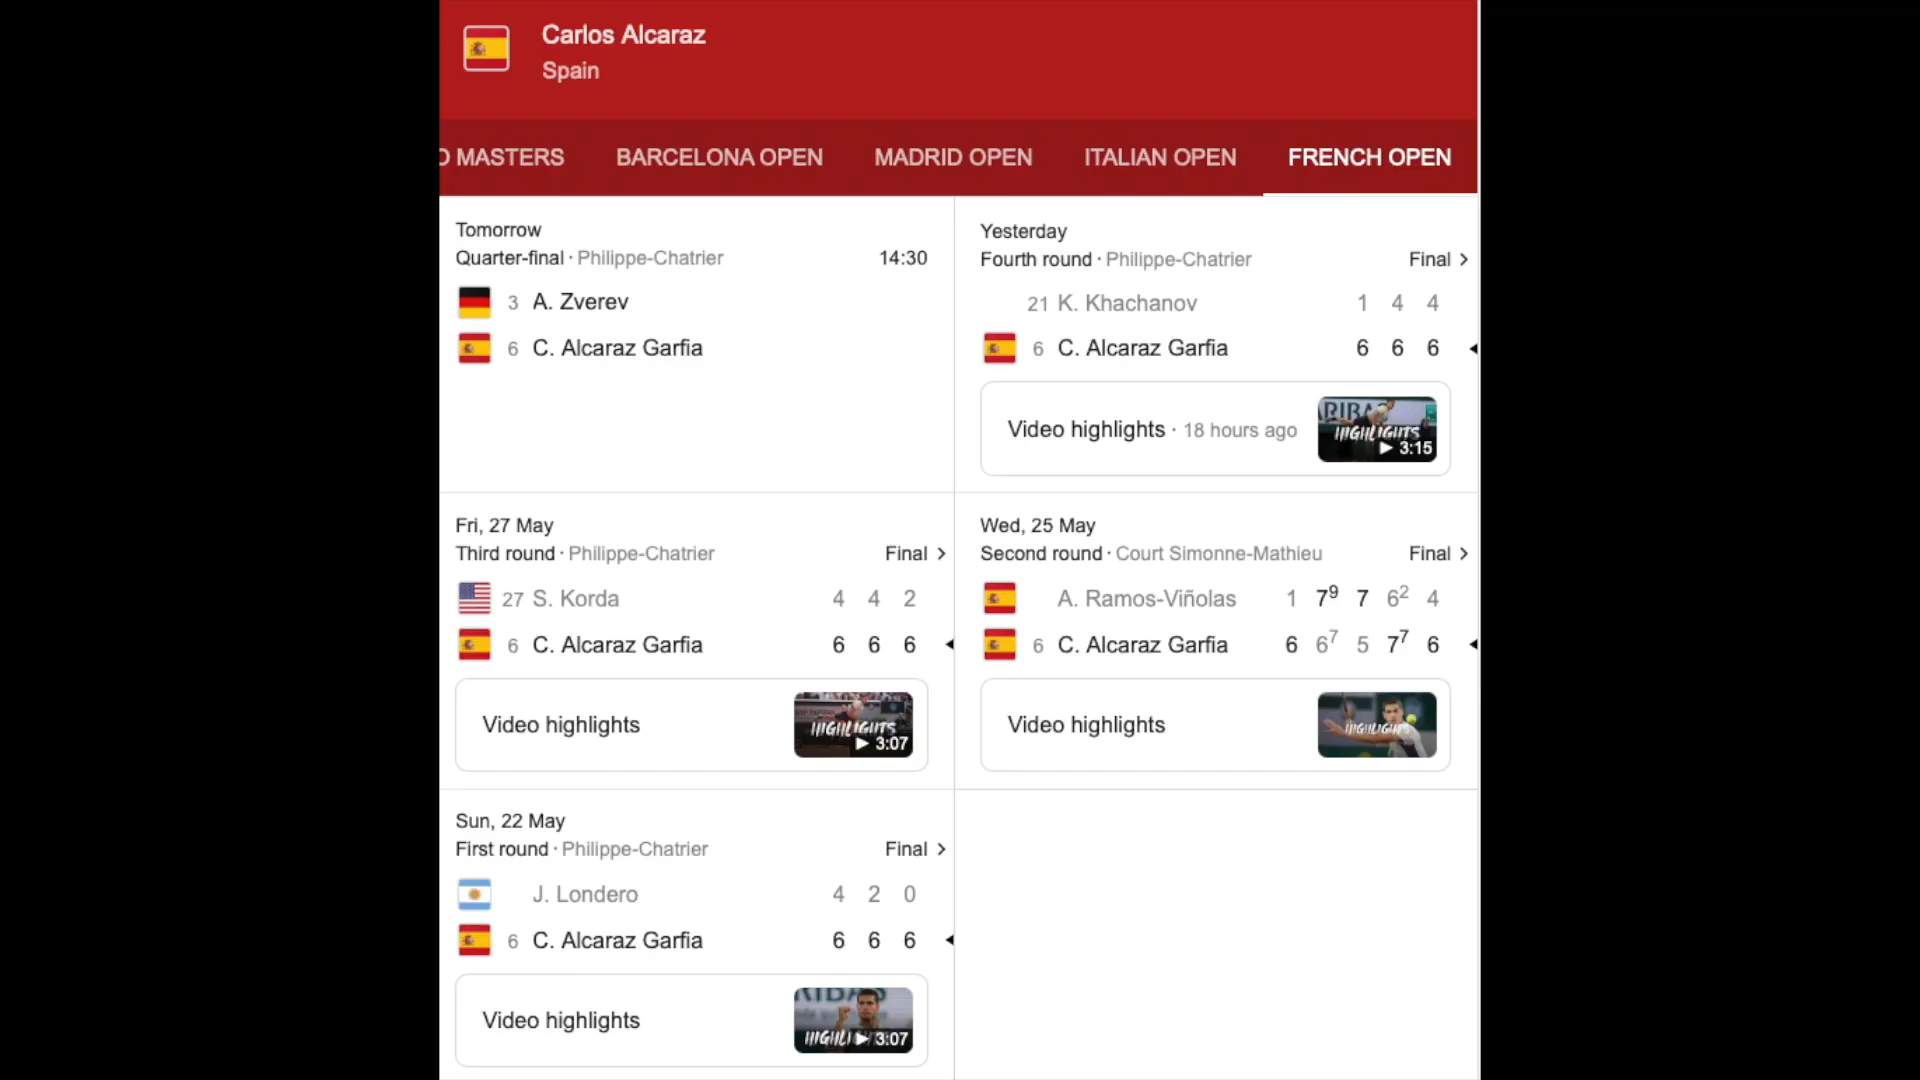 Carlos Alcaraz
Spain
MASTERS BARCELONA OPEN MADRID OPEN ITALIAN OPEN FRENCH OPEN
Tomorrow
Quarter-final · Philippe-Chatrier 14:30
3 A. Zverev
6 C. Alcaraz Garfia
Yesterday
Fourth round · Philippe-Chatrier Final
21 K. Khachanov 1 4 4
6 C. Alcaraz Garfia 6 6 6
Video highlights · 18 hours ago
HIGHLIGHTS
3:15
Fri, 27 May
Third round · Philippe-Chatrier Final
27 S. Korda 4 4 2
6 C. Alcaraz Garfia 6 6 6
Video highlights
HIGHLIGHTS
3:07
Wed, 25 May
Second round · Court Simonne-Mathieu Final
A. Ramos-Viñolas 1 7⁹ 7 6² 4
6 C. Alcaraz Garfia 6 6⁷ 5 7⁷ 6
Video highlights
HIGHLIGHTS
Sun, 22 May
First round · Philippe-Chatrier Final
J. Londero 4 2 0
6 C. Alcaraz Garfia 6 6 6
Video highlights
3:07